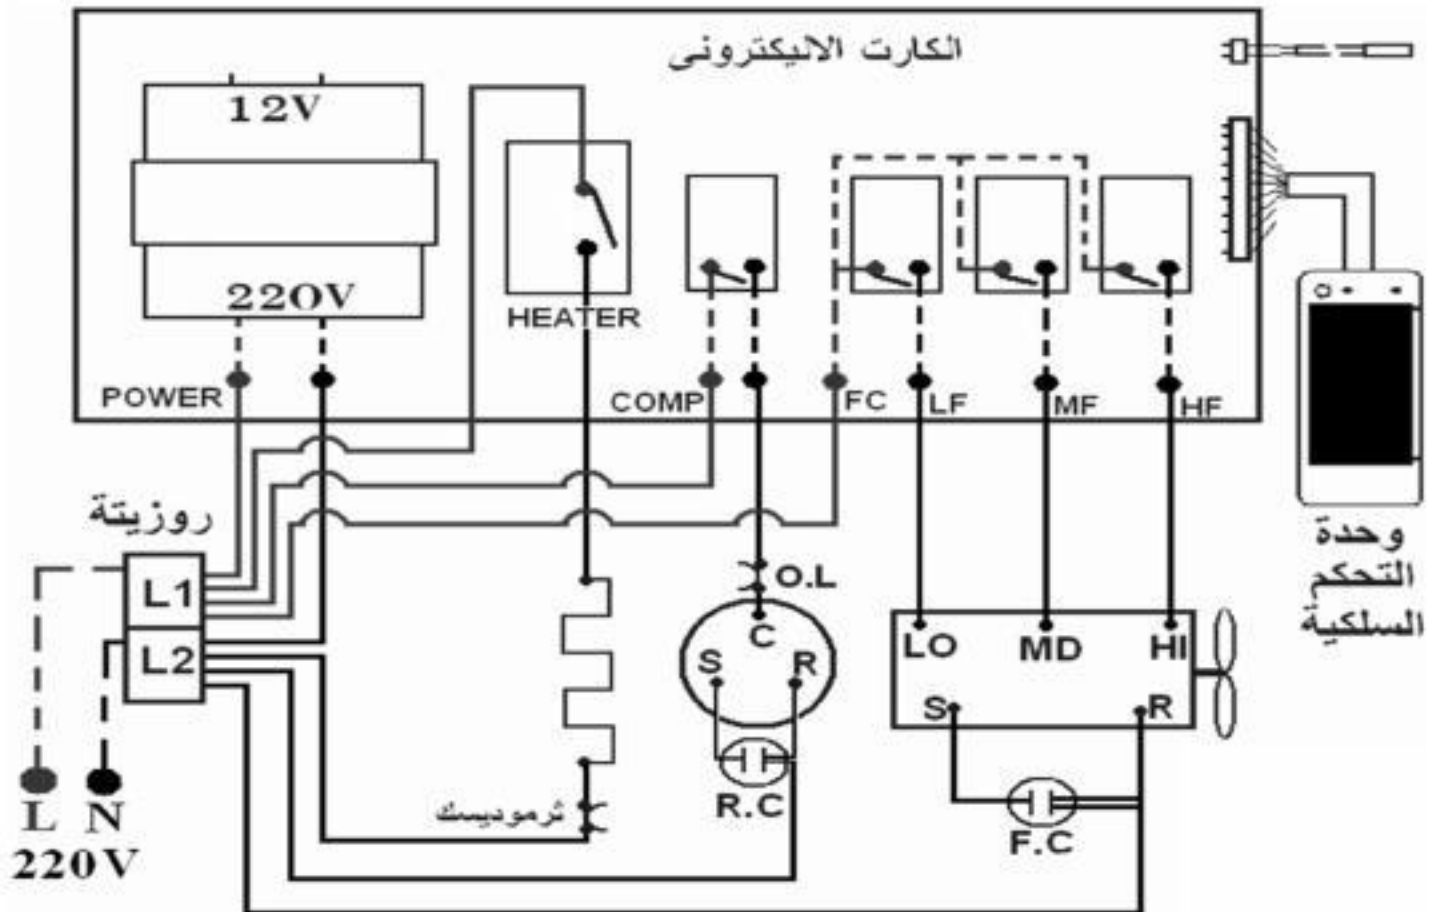 الكارت الاليكترونى
12V
220V
HEATER
POWER
COMP
FC
LF
MF
HF
روزيتة
وحدة
التحكم
السلكية
L1
L2
O.L
C
S
R
LO
MD
HI
S
R
R.C
F.C
ثرموديسك
L
N
220V